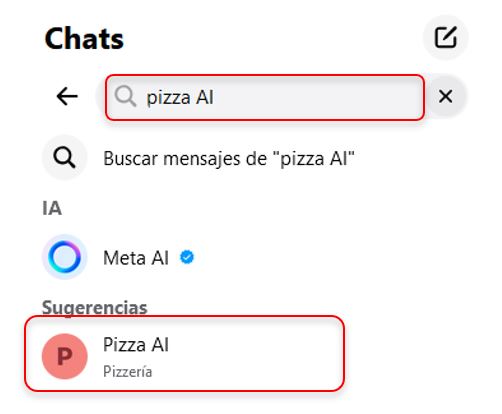 Chats
pizza AI
Buscar mensajes de "pizza AI"
IA
Meta AI
Sugerencias
P
Pizza AI
Pizzería